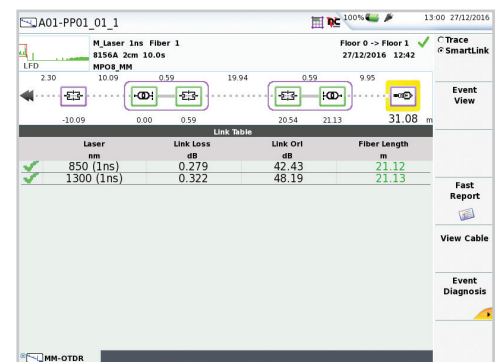 A01-PP01_01_1
100%
13:00 27/12/2016
M_Laser 1ns Fiber 1
8156A 2cm 10.0s
MP08_MM
Floor 0 -> Floor 1
27/12/2016 12:42
LFD
Trace
SmartLink
2.30 10.09 0.59 19.94 0.59 9.95
-10.09 0.00 0.59 20.54 21.13 31.08 m
Event View
Link Table
Laser Link Loss Link Orl Fiber Length
nm dB dB m
850 (1ns) 0.279 42.43 21.12
1300 (1ns) 0.322 48.19 21.13
Fast Report
View Cable
Event Diagnosis
MM-OTDR